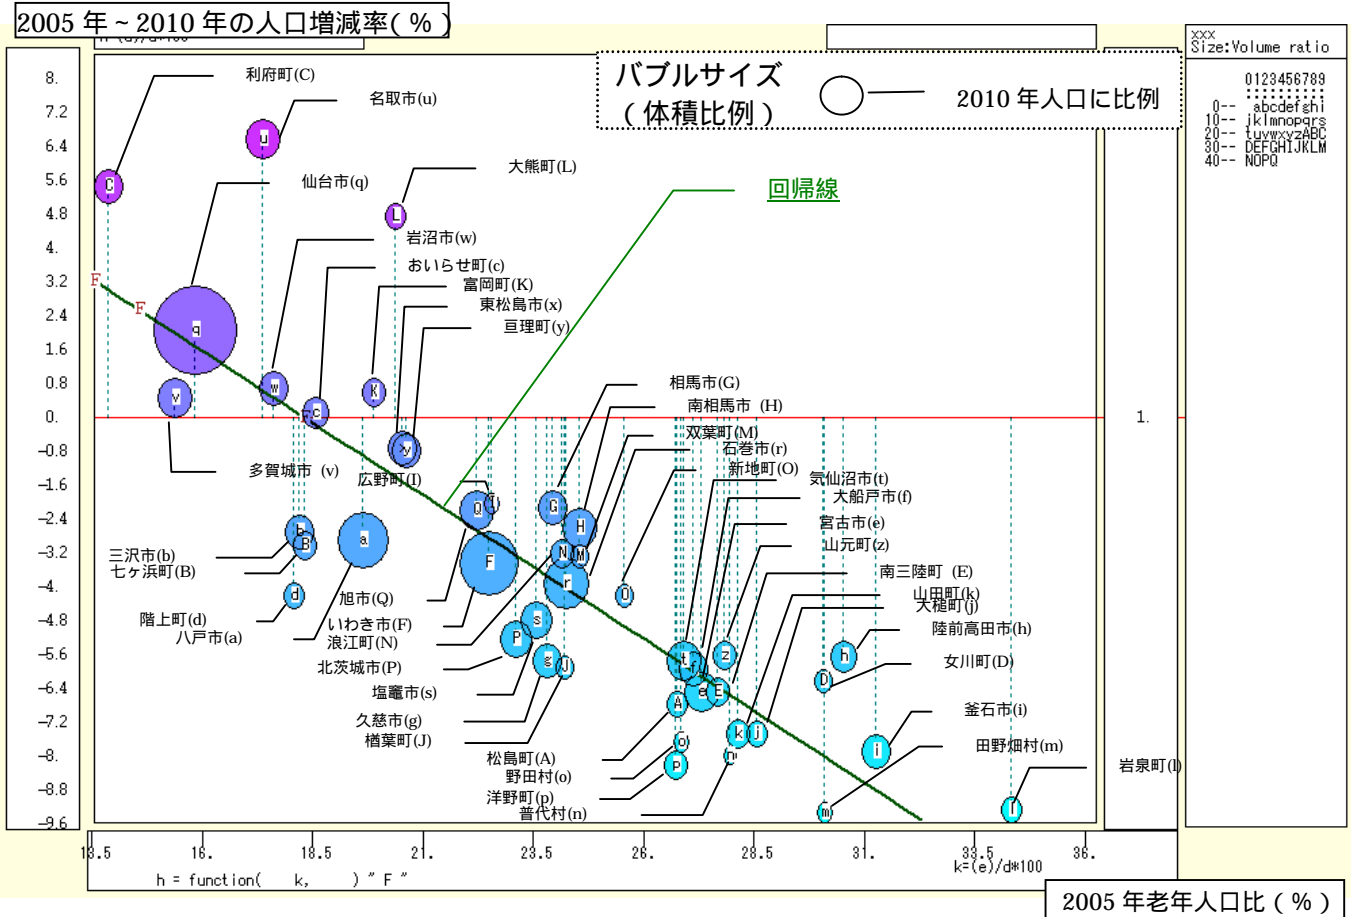 2005 年 ~ 2010 年の人口増減率( % )
xxx
Size:Volume ratio
0123456789
0-- abcdefghi
10-- jklmnopqrs
20-- tuvwxyzABC
30-- DEFGHIJKLM
40-- NOPQ
バブルサイズ
( 体積比例 )
2010 年人口に比例
8.
7.2
6.4
5.6
4.8
4.
3.2
2.4
1.6
0.8
0.
-0.8
-1.6
-2.4
-3.2
-4.
-4.8
-5.6
-6.4
-7.2
-8.
-8.8
-9.6
1.
利府町(C)
名取市(u)
仙台市(q)
大熊町(L)
回帰線
岩沼市(w)
おいらせ町(c)
富岡町(K)
東松島市(x)
亘理町(y)
相馬市(G)
南相馬市 (H)
双葉町(M)
石巻市(r)
新地町(O)
気仙沼市(t)
大船戸市(f)
宮古市(e)
山元町(z)
南三陸町 (E)
山田町(k)
大槌町(j)
陸前高田市(h)
女川町(D)
釜石市(i)
田野畑村(m)
岩泉町(l)
多賀城市 (v)
広野町(I)
三沢市(b)
七ヶ浜町(B)
階上町(d)
八戸市(a)
旭市(Q)
いわき市(F)
浪江町(N)
北茨城市(P)
塩竈市(s)
久慈市(g)
楢葉町(J)
松島町(A)
野田村(o)
洋野町(p)
普代村(n)
C
u
L
q
v
w
c
K
y
F
F
F
b
B
a
d
Q
I
F
G
H
N
M
r
O
s
P
g
J
t
f
z
e
E
A
o
p
k
j
n
D
h
i
m
l
13.5
16.
18.5
21.
23.5
26.
28.5
31.
33.5
36.
k=(e)/d*100
h = function( k, ) " F "
2005 年老年人口比 ( % )